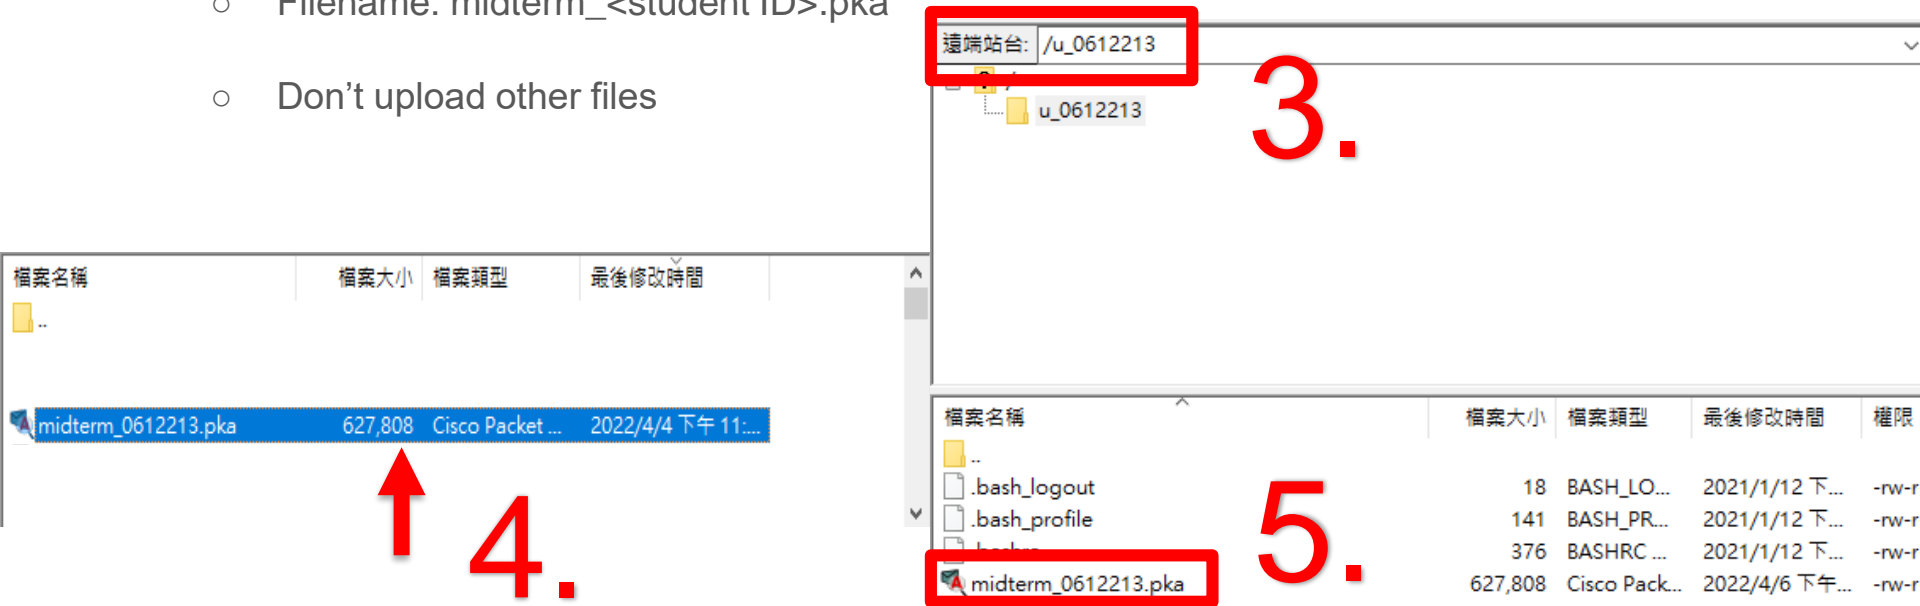 ○ Filename: midterm_<student ID>.pka
○ Don’t upload other files
遠端站台: /u_0612213
/
u_0612213
3.
檔案名稱 檔案大小 檔案類型 最後修改時間
..
midterm_0612213.pka 627,808 Cisco Packet ... 2022/4/4 下午 11:...
4.
檔案名稱 檔案大小 檔案類型 最後修改時間 權限
..
.bash_logout 18 BASH_LO... 2021/1/12 下... -rw-r
.bash_profile 141 BASH_PR... 2021/1/12 下... -rw-r
376 BASHRC ... 2021/1/12 下... -rw-r
midterm_0612213.pka 627,808 Cisco Pack... 2022/4/6 下午... -rw-r
5.